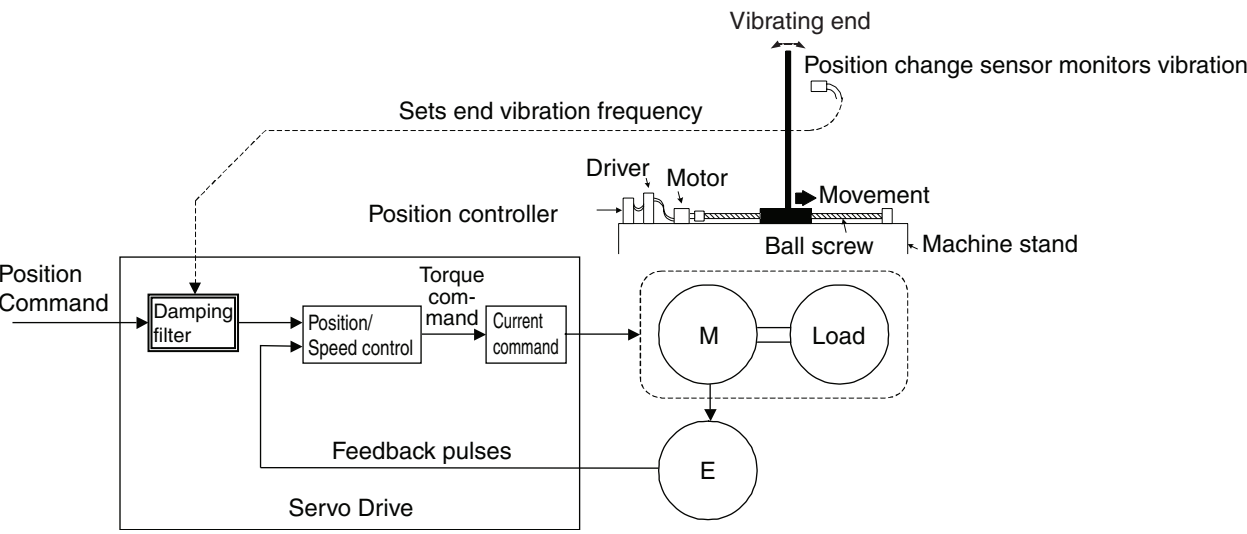 Vibrating end
Position change sensor monitors vibration
Sets end vibration frequency
Driver
Motor
Movement
Position controller
Ball screw
Machine stand
Position
Command
Damping
filter
Position/
Speed control
Torque
com-
mand
Current
command
M
Load
Feedback pulses
E
Servo Drive